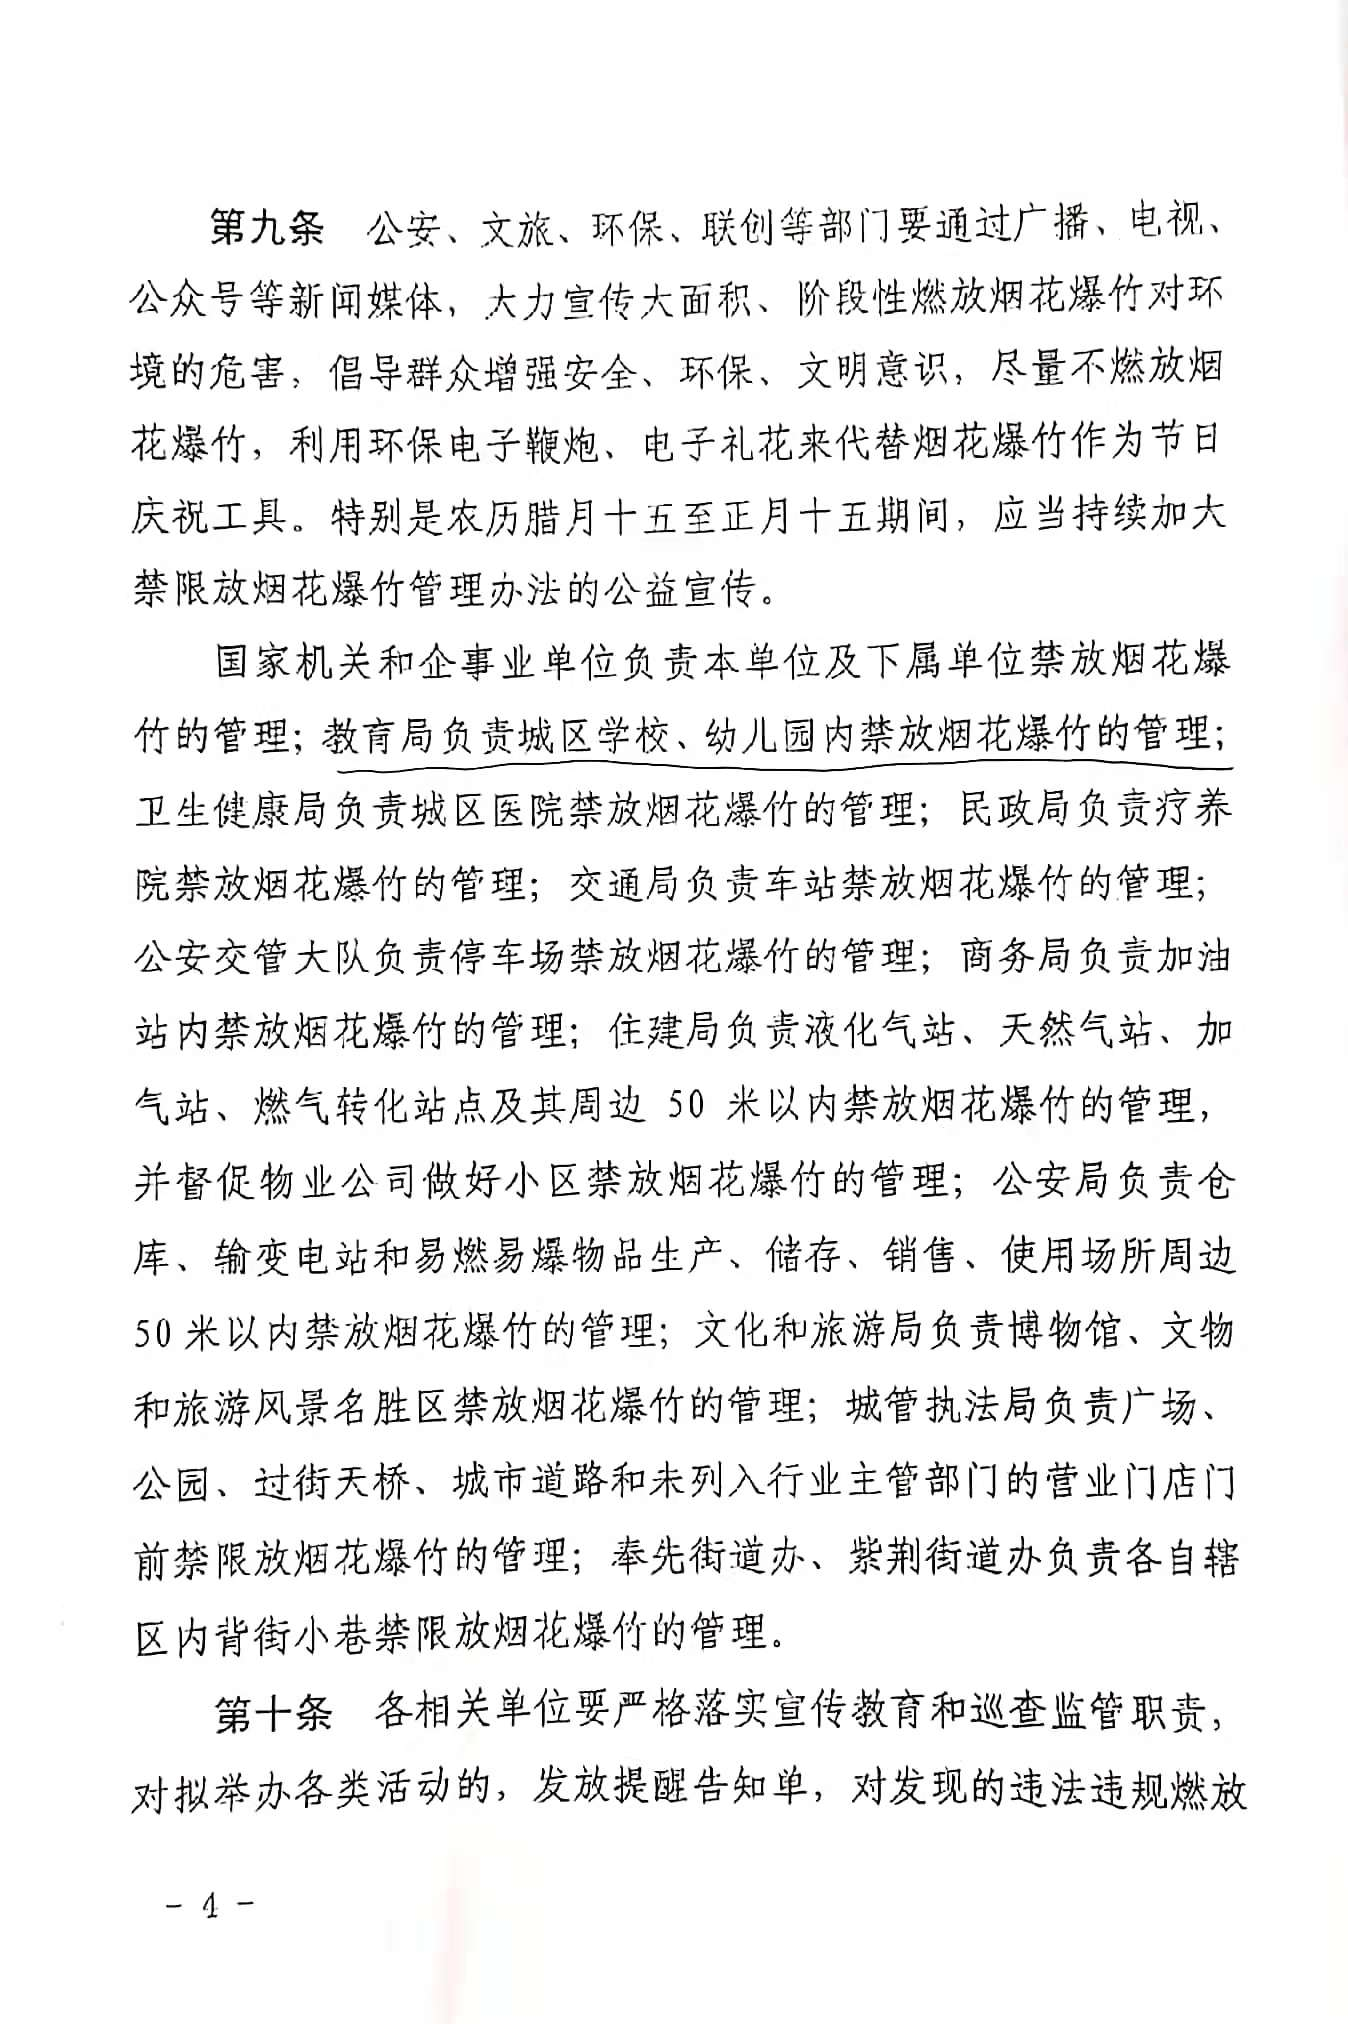 第九条 公安、文旅、环保、联创等部门要通过广播、电视、
公众号等新闻媒体，大力宣传大面积、阶段性燃放烟花爆竹对环
境的危害，倡导群众增强安全、环保、文明意识，尽量不燃放烟
花爆竹，利用环保电子鞭炮、电子礼花来代替烟花爆竹作为节日
庆祝工具。特别是农历腊月十五至正月十五期间，应当持续加大
禁限放烟花爆竹管理办法的公益宣传。
国家机关和企事业单位负责本单位及下属单位禁放烟花爆
竹的管理；教育局负责城区学校、幼儿园内禁放烟花爆竹的管理；
卫生健康局负责城区医院禁放烟花爆竹的管理；民政局负责疗养
院禁放烟花爆竹的管理；交通局负责车站禁放烟花爆竹的管理；
公安交管大队负责停车场禁放烟花爆竹的管理；商务局负责加油
站内禁放烟花爆竹的管理；住建局负责液化气站、天然气站、加
气站、燃气转化站点及其周边 50 米以内禁放烟花爆竹的管理，
并督促物业公司做好小区禁放烟花爆竹的管理；公安局负责仓
库、输变电站和易燃易爆物品生产、储存、销售、使用场所周边
50 米以内禁放烟花爆竹的管理；文化和旅游局负责博物馆、文物
和旅游风景名胜区禁放烟花爆竹的管理；城管执法局负责广场、
公园、过街天桥、城市道路和未列入行业主管部门的营业门店门
前禁限放烟花爆竹的管理；奉先街道办、紫荆街道办负责各自辖
区内背街小巷禁限放烟花爆竹的管理。
第十条 各相关单位要严格落实宣传教育和巡查监管职责，
对拟举办各类活动的，发放提醒告知单，对发现的违法违规燃放
- 4 -